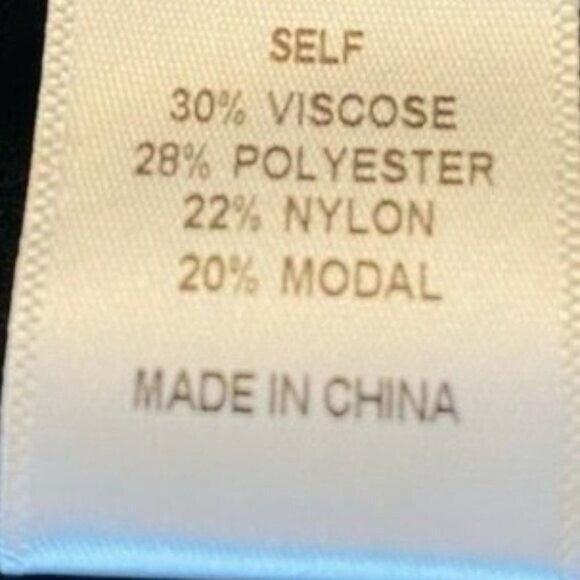 SELF
30% VISCOSE
28% POLYESTER
22% NYLON
20% MODAL
MADE IN CHINA